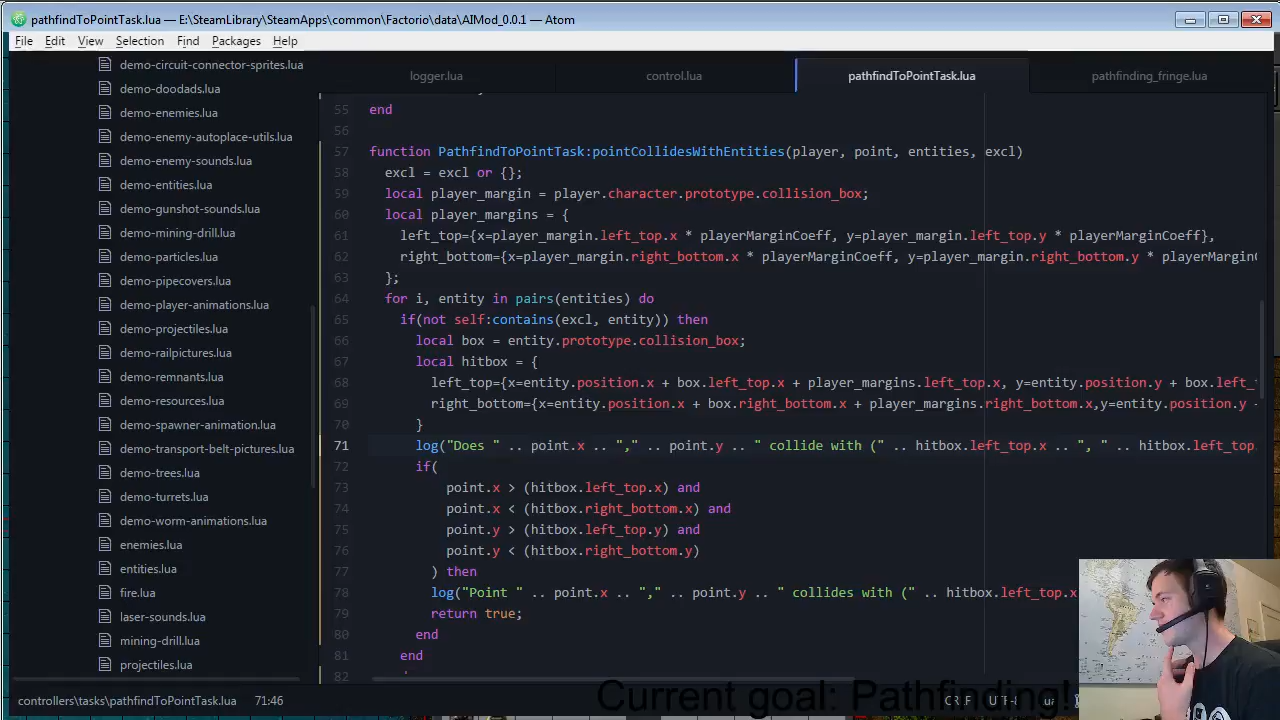 pathfindToPointTask.lua — E:\SteamLibrary\SteamApps\common\Factorio\data\AIMod_0.0.1 — Atom
File Edit View Selection Find Packages Help
logger.lua control.lua pathfindToPointTask.lua pathfinding_fringe.lua
demo-circuit-connector-sprites.lua
demo-doodads.lua
demo-enemies.lua
demo-enemy-autoplace-utils.lua
demo-enemy-sounds.lua
demo-entities.lua
demo-gunshot-sounds.lua
demo-mining-drill.lua
demo-particles.lua
demo-pipecovers.lua
demo-player-animations.lua
demo-projectiles.lua
demo-railpictures.lua
demo-remnants.lua
demo-resources.lua
demo-spawner-animation.lua
demo-transport-belt-pictures.lua
demo-trees.lua
demo-turrets.lua
demo-worm-animations.lua
enemies.lua
entities.lua
fire.lua
laser-sounds.lua
mining-drill.lua
projectiles.lua
55 end
56
57 function PathfindToPointTask:pointCollidesWithEntities(player, point, entities, excl)
58 excl = excl or {};
59 local player_margin = player.character.prototype.collision_box;
60 local player_margins = {
61 left_top={x=player_margin.left_top.x * playerMarginCoeff, y=player_margin.left_top.y * playerMarginCoeff},
62 right_bottom={x=player_margin.right_bottom.x * playerMarginCoeff, y=player_margin.right_bottom.y * playerMarginC
63 };
64 for i, entity in pairs(entities) do
65 if(not self:contains(excl, entity)) then
66 local box = entity.prototype.collision_box;
67 local hitbox = {
68 left_top={x=entity.position.x + box.left_top.x + player_margins.left_top.x, y=entity.position.y + box.left_t
69 right_bottom={x=entity.position.x + box.right_bottom.x + player_margins.right_bottom.x,y=entity.position.y
70 }
71 log("Does " .. point.x .. "," .. point.y .. " collide with (" .. hitbox.left_top.x .. ", " .. hitbox.left_top.
72 if(
73 point.x > (hitbox.left_top.x) and
74 point.x < (hitbox.right_bottom.x) and
75 point.y > (hitbox.left_top.y) and
76 point.y < (hitbox.right_bottom.y)
77 ) then
78 log("Point " .. point.x .. "," .. point.y .. " collides with (" .. hitbox.left_top.x
79 return true;
80 end
81 end
82
controllers\tasks\pathfindToPointTask.lua 71:46
CRLF UTF-8
Current goal: Pathfinding!